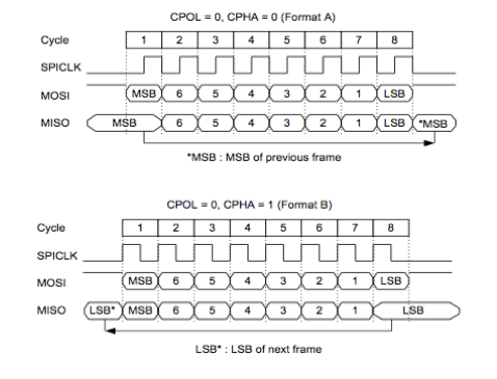 CPOL = 0, CPHA = 0 (Format A)
Cycle 1 2 3 4 5 6 7 8
SPICLK
MOSI MSB 6 5 4 3 2 1 LSB
MISO MSB 6 5 4 3 2 1 LSB *MSB
*MSB : MSB of previous frame
CPOL = 0, CPHA = 1 (Format B)
Cycle 1 2 3 4 5 6 7 8
SPICLK
MOSI MSB 6 5 4 3 2 1 LSB
MISO LSB* MSB 6 5 4 3 2 1 LSB
LSB* : LSB of next frame